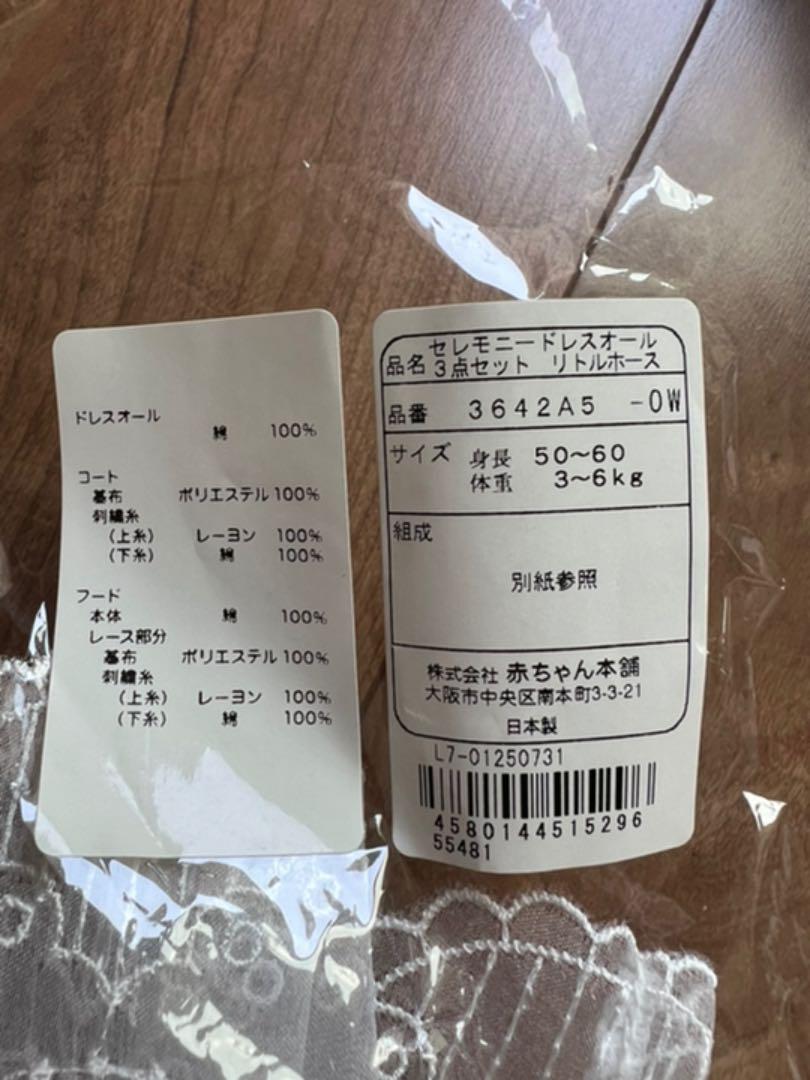 ドレスオール
綿 100%
コート
基布 ポリエステル100%
刺繍糸
(上糸) レーヨン 100%
(下糸) 綿 100%
フード
本体 綿 100%
レース部分
基布 ポリエステル100%
刺繍糸
(上糸) レーヨン 100%
(下糸) 綿 100%
品名 セレモニードレスオール
3点セット リトルホース
品番 3642A5 -OW
サイズ 身長 50～60
体重 3～6kg
組成
別紙参照
株式会社 赤ちゃん本舗
大阪市中央区南本町3-3-21
日本製
L7-01250731
4580144515296
55481